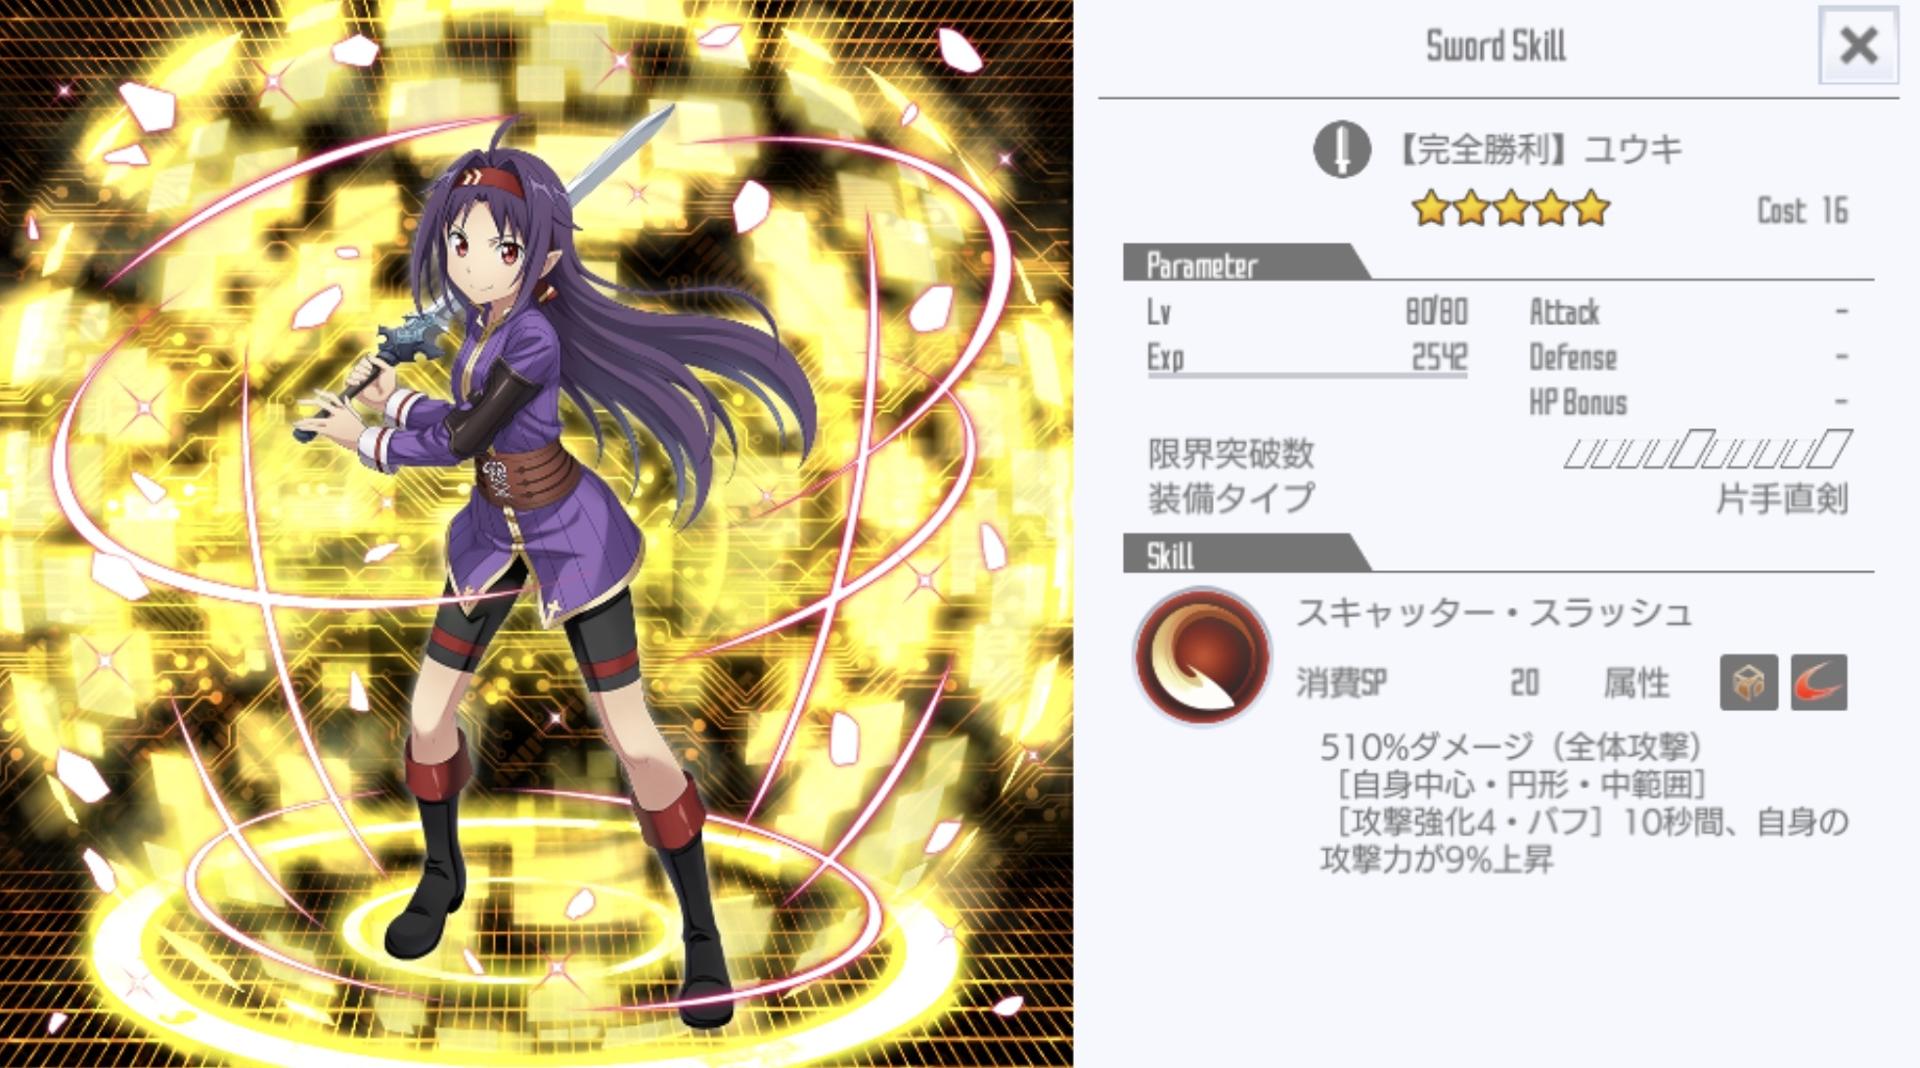 Sword Skill
【完全勝利】ユウキ
Cost 16
Parameter
Lv 80/80
Attack -
Exp 2542
Defense -
HP Bonus -
限界突破数
装備タイプ 片手直剣
Skill
スキャッター・スラッシュ
消費SP 20 属性
510%ダメージ（全体攻撃）
［自身中心・円形・中範囲］
［攻撃強化4・バフ］10秒間、自身の
攻撃力が9%上昇